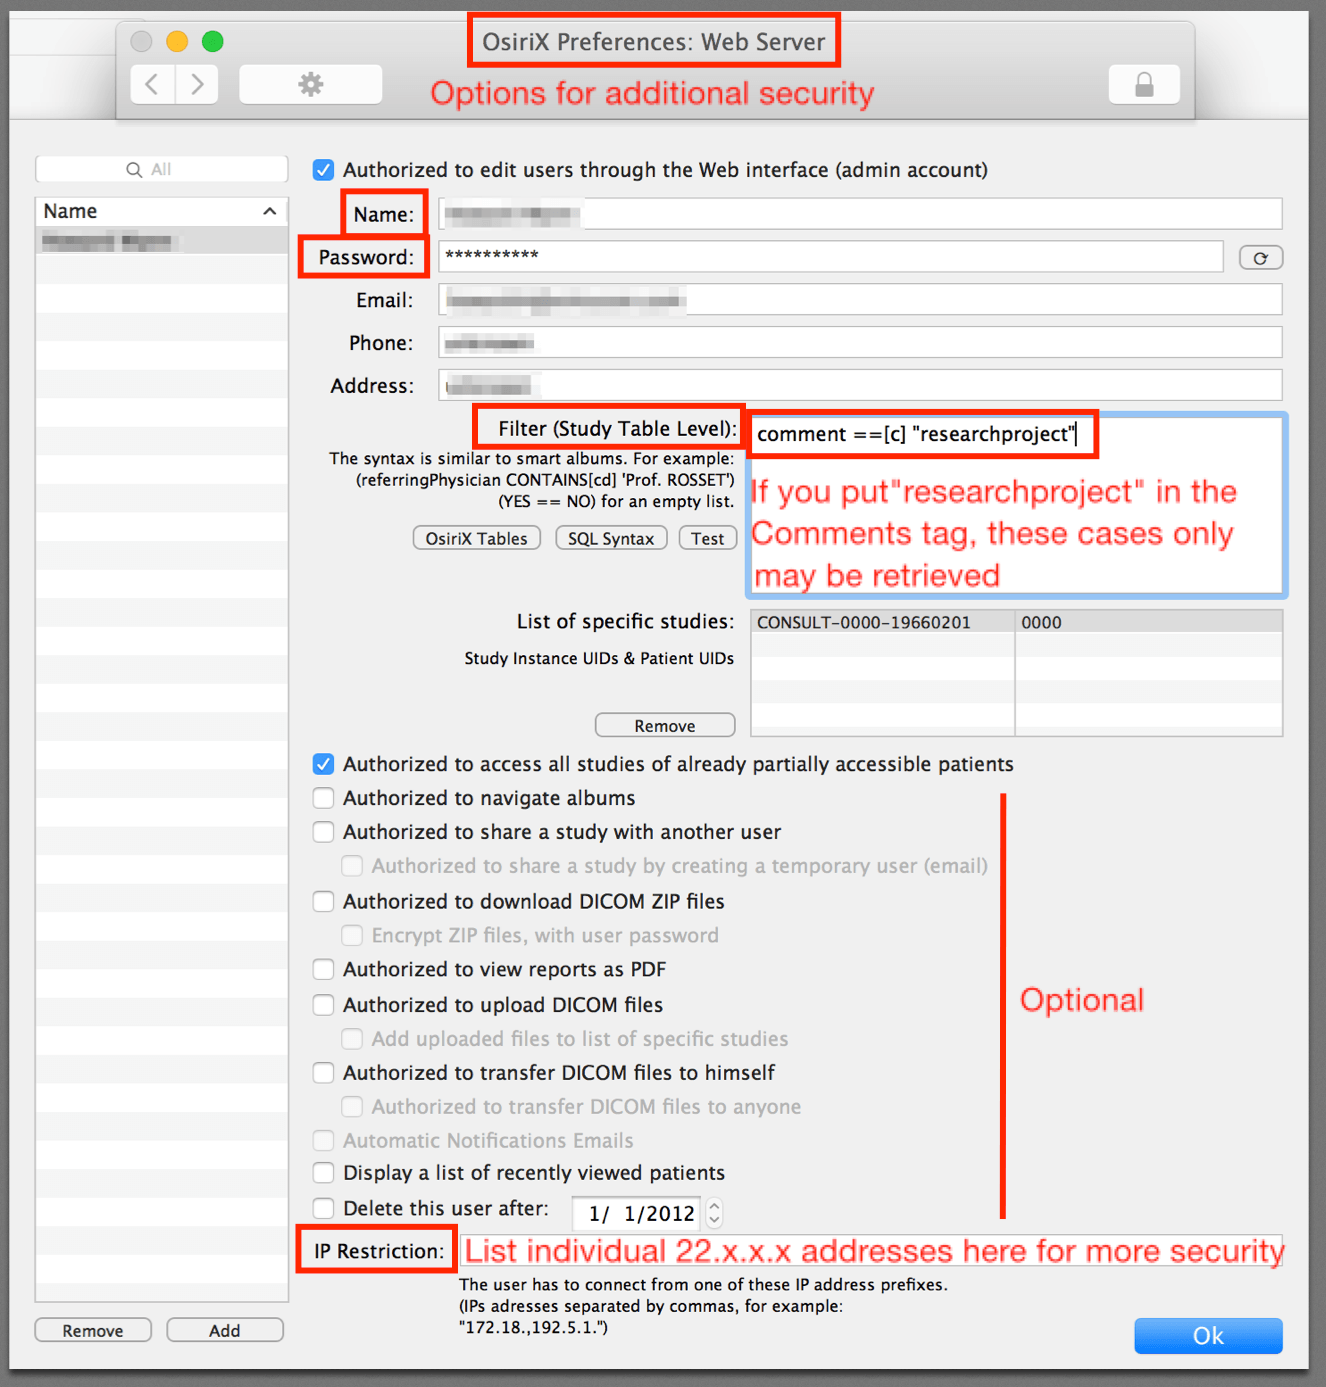 OsiriX Preferences: Web Server
Options for additional security
All
Authorized to edit users through the Web interface (admin account)
Name
Name:
Password: **********
Email:
Phone:
Address:
Filter (Study Table Level): comment ==[c] "researchproject"
The syntax is similar to smart albums. For example:
(referringPhysician CONTAINS[cd] 'Prof. ROSSET')
(YES == NO) for an empty list.
OsiriX Tables SQL Syntax Test
If you put"researchproject" in the
Comments tag, these cases only
may be retrieved
List of specific studies: CONSULT-0000-19660201 0000
Study Instance UIDs & Patient UIDs
Remove
Authorized to access all studies of already partially accessible patients
Authorized to navigate albums
Authorized to share a study with another user
Authorized to share a study by creating a temporary user (email)
Authorized to download DICOM ZIP files
Encrypt ZIP files, with user password
Authorized to view reports as PDF
Optional
Authorized to upload DICOM files
Add uploaded files to list of specific studies
Authorized to transfer DICOM files to himself
Authorized to transfer DICOM files to anyone
Automatic Notifications Emails
Display a list of recently viewed patients
Delete this user after: 1/ 1/2012
IP Restriction: List individual 22.x.x.x addresses here for more security
The user has to connect from one of these IP address prefixes.
(IPs adresses separated by commas, for example:
"172.18.,192.5.1.")
Remove Add
Ok